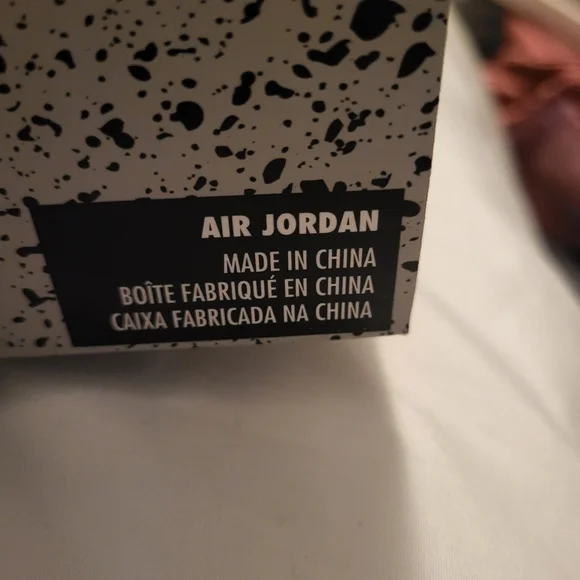 AIR JORDAN
MADE IN CHINA
BOÎTE FABRIQUÉ EN CHINA
CAIXA FABRICADA NA CHINA